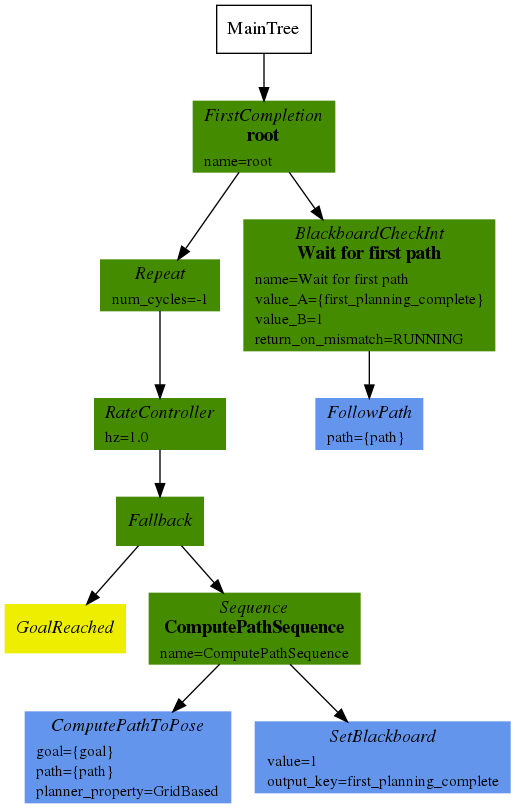 MainTree
FirstCompletion
root
name=root
Repeat
num_cycles=-1
BlackboardCheckInt
Wait for first path
name=Wait for first path
value_A={first_planning_complete}
value_B=1
return_on_mismatch=RUNNING
RateController
hz=1.0
FollowPath
path={path}
Fallback
GoalReached
Sequence
ComputePathSequence
name=ComputePathSequence
ComputePathToPose
goal={goal}
path={path}
planner_property=GridBased
SetBlackboard
value=1
output_key=first_planning_complete